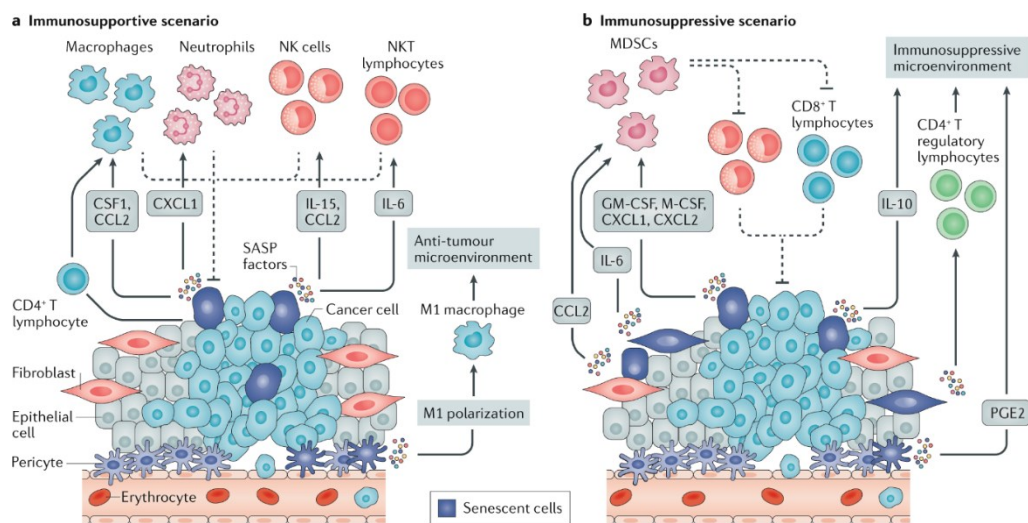 a Immunosupportive scenario
Macrophages
Neutrophils
NK cells
NKT
lymphocytes
CSF1,
CCL2
CXCL1
IL-15,
CCL2
IL-6
SASP
factors
Anti-tumour
microenvironment
CD4⁺ T
lymphocyte
Cancer cell
M1 macrophage
Fibroblast
Epithelial
cell
M1 polarization
Pericyte
Erythrocyte
Senescent cells
b Immunosuppressive scenario
MDSCs
Immunosuppressive
microenvironment
CD8⁺ T
lymphocytes
CD4⁺ T
regulatory
lymphocytes
GM-CSF, M-CSF,
CXCL1, CXCL2
IL-10
IL-6
CCL2
PGE2